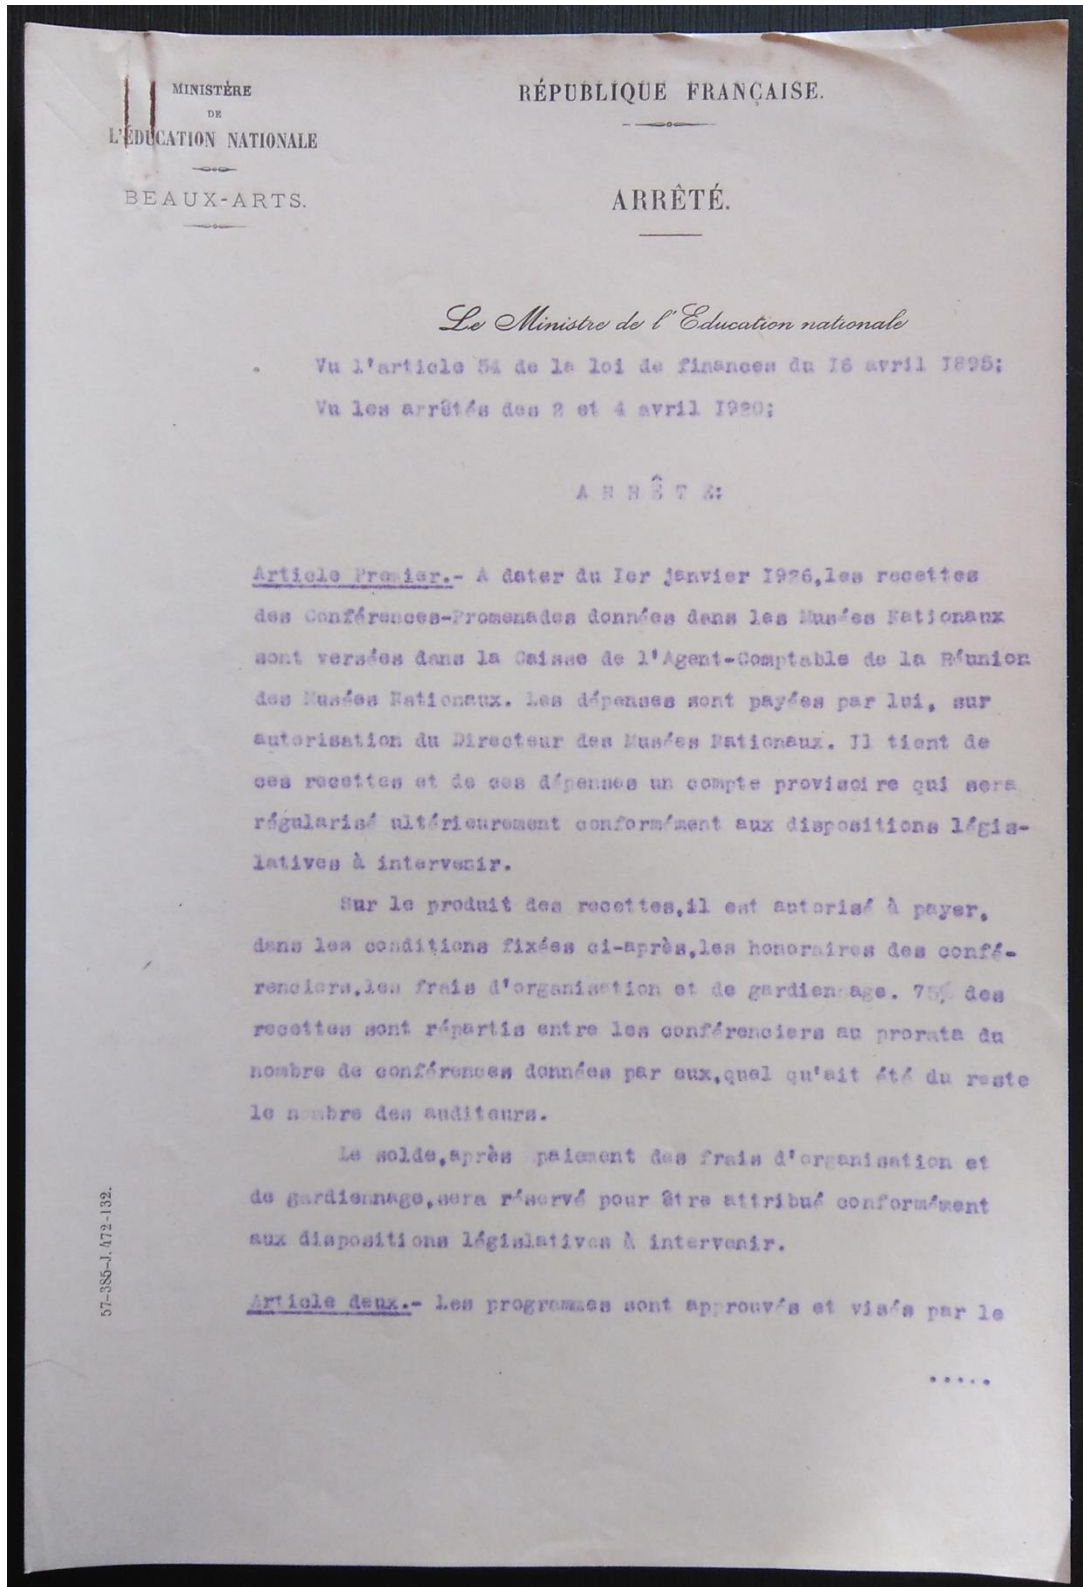 MINISTÈRE
DE
L'ÉDUCATION NATIONALE
BEAUX-ARTS.
RÉPUBLIQUE FRANÇAISE.
ARRÊTÉ.
Le Ministre de l'Education nationale
Vu l'article 54 de la loi de finances du I6 avril I895;
Vu les arrêtés des 2 et 4 avril I920;
A R R Ê T E:
Article Premier.- A dater du Ier janvier I926,les recettes
des Conférences-Promenades données dans les Musées Nationaux
sont versées dans la Caisse de l'Agent-Comptable de la Réunion
des Musées Nationaux. Les dépenses sont payées par lui, sur
autorisation du Directeur des Musées Nationaux. Il tient de
ces recettes et de ces dépenses un compte provisoire qui sera
régularisé ultérieurement conformément aux dispositions légis-
latives à intervenir.
Sur le produit des recettes,il est autorisé à payer,
dans les conditions fixées ci-après,les honoraires des confé-
renciers,les frais d'organisation et de gardiennage. 75% des
recettes sont répartis entre les conférenciers au prorata du
nombre de conférences données par eux,quel qu'ait été du reste
le nombre des auditeurs.
Le solde,après paiement des frais d'organisation et
de gardiennage,sera réservé pour être attribué conformément
aux dispositions législatives à intervenir.
Article deux.- Les programmes sont approuvés et visés par le
.....
57-385-J. 472-132.